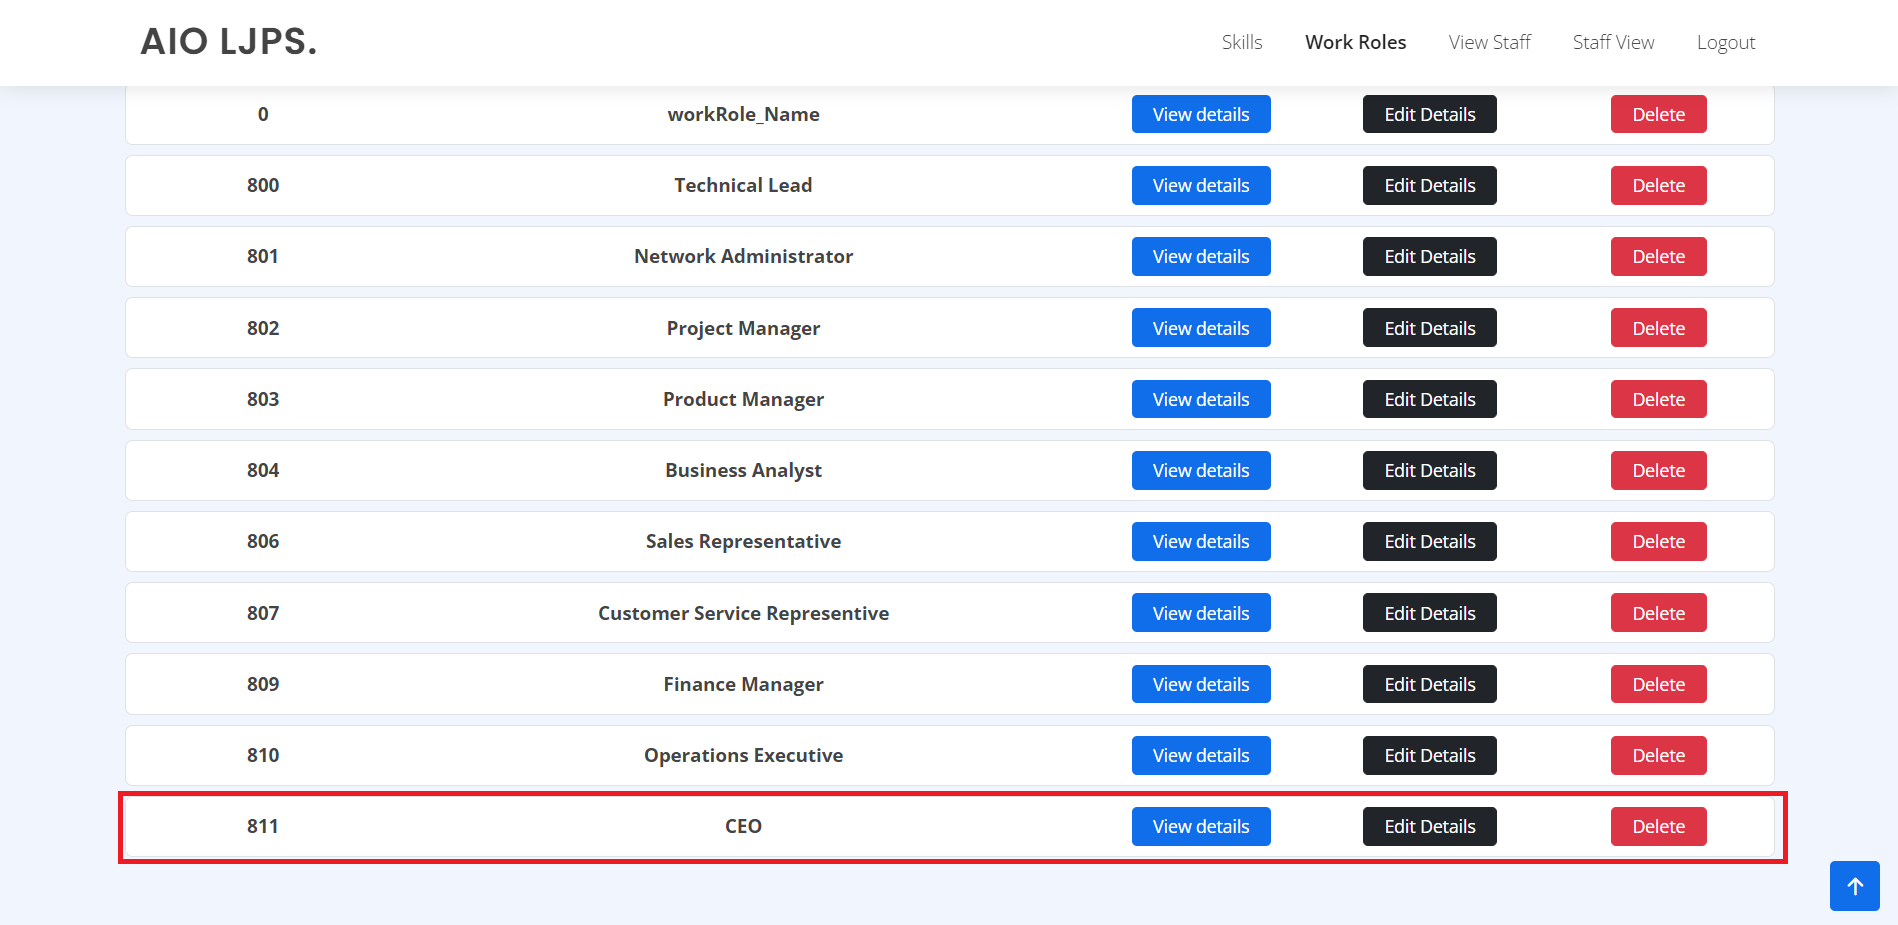 AIO LJPS.
Skills Work Roles View Staff Staff View Logout
0 workRole_Name View details Edit Details Delete
800 Technical Lead View details Edit Details Delete
801 Network Administrator View details Edit Details Delete
802 Project Manager View details Edit Details Delete
803 Product Manager View details Edit Details Delete
804 Business Analyst View details Edit Details Delete
806 Sales Representative View details Edit Details Delete
807 Customer Service Representive View details Edit Details Delete
809 Finance Manager View details Edit Details Delete
810 Operations Executive View details Edit Details Delete
811 CEO View details Edit Details Delete